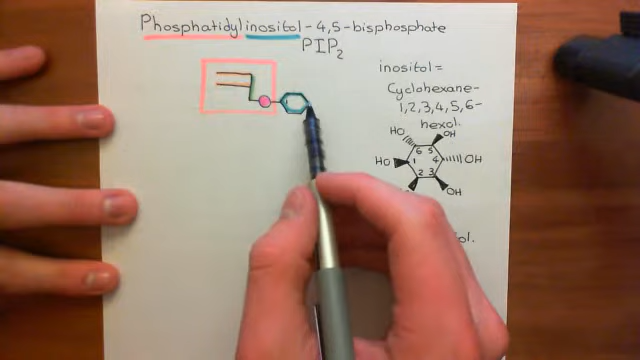 Phosphatidylinositol-4,5-bisphosphate
PIP2
inositol=
Cyclohexane-
1,2,3,4,5,6-
hexol.
HO OH
6 5
HO 1 4 OH
2 3
OH